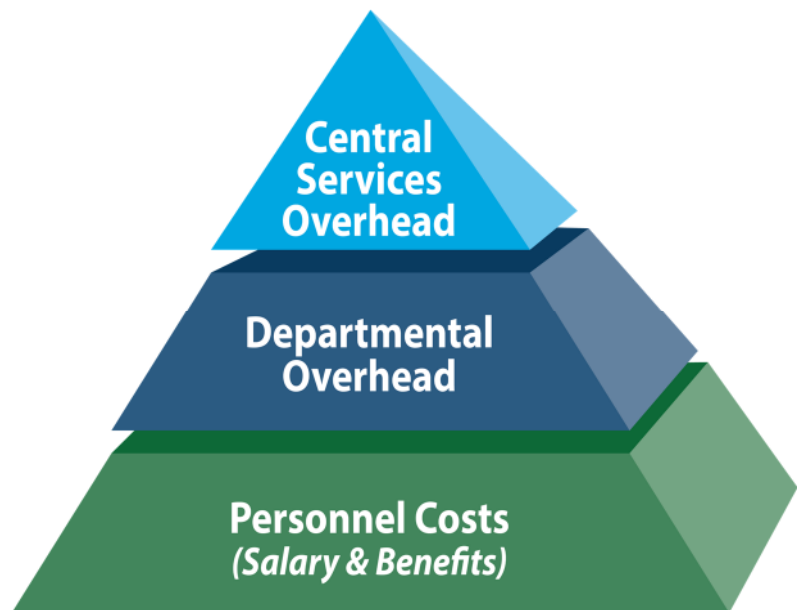 Central
Services
Overhead
Departmental
Overhead
Personnel Costs
(Salary & Benefits)